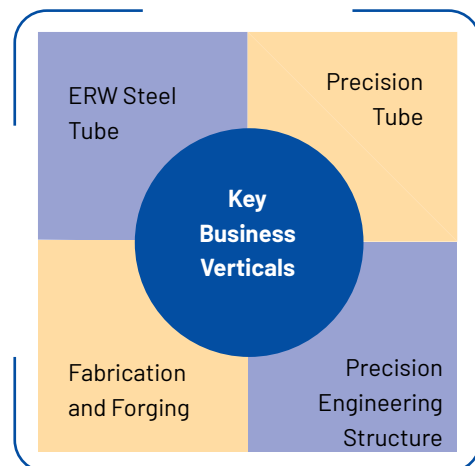 ERW Steel
Tube
Precision
Tube
Key
Business
Verticals
Fabrication
and Forging
Precision
Engineering
Structure